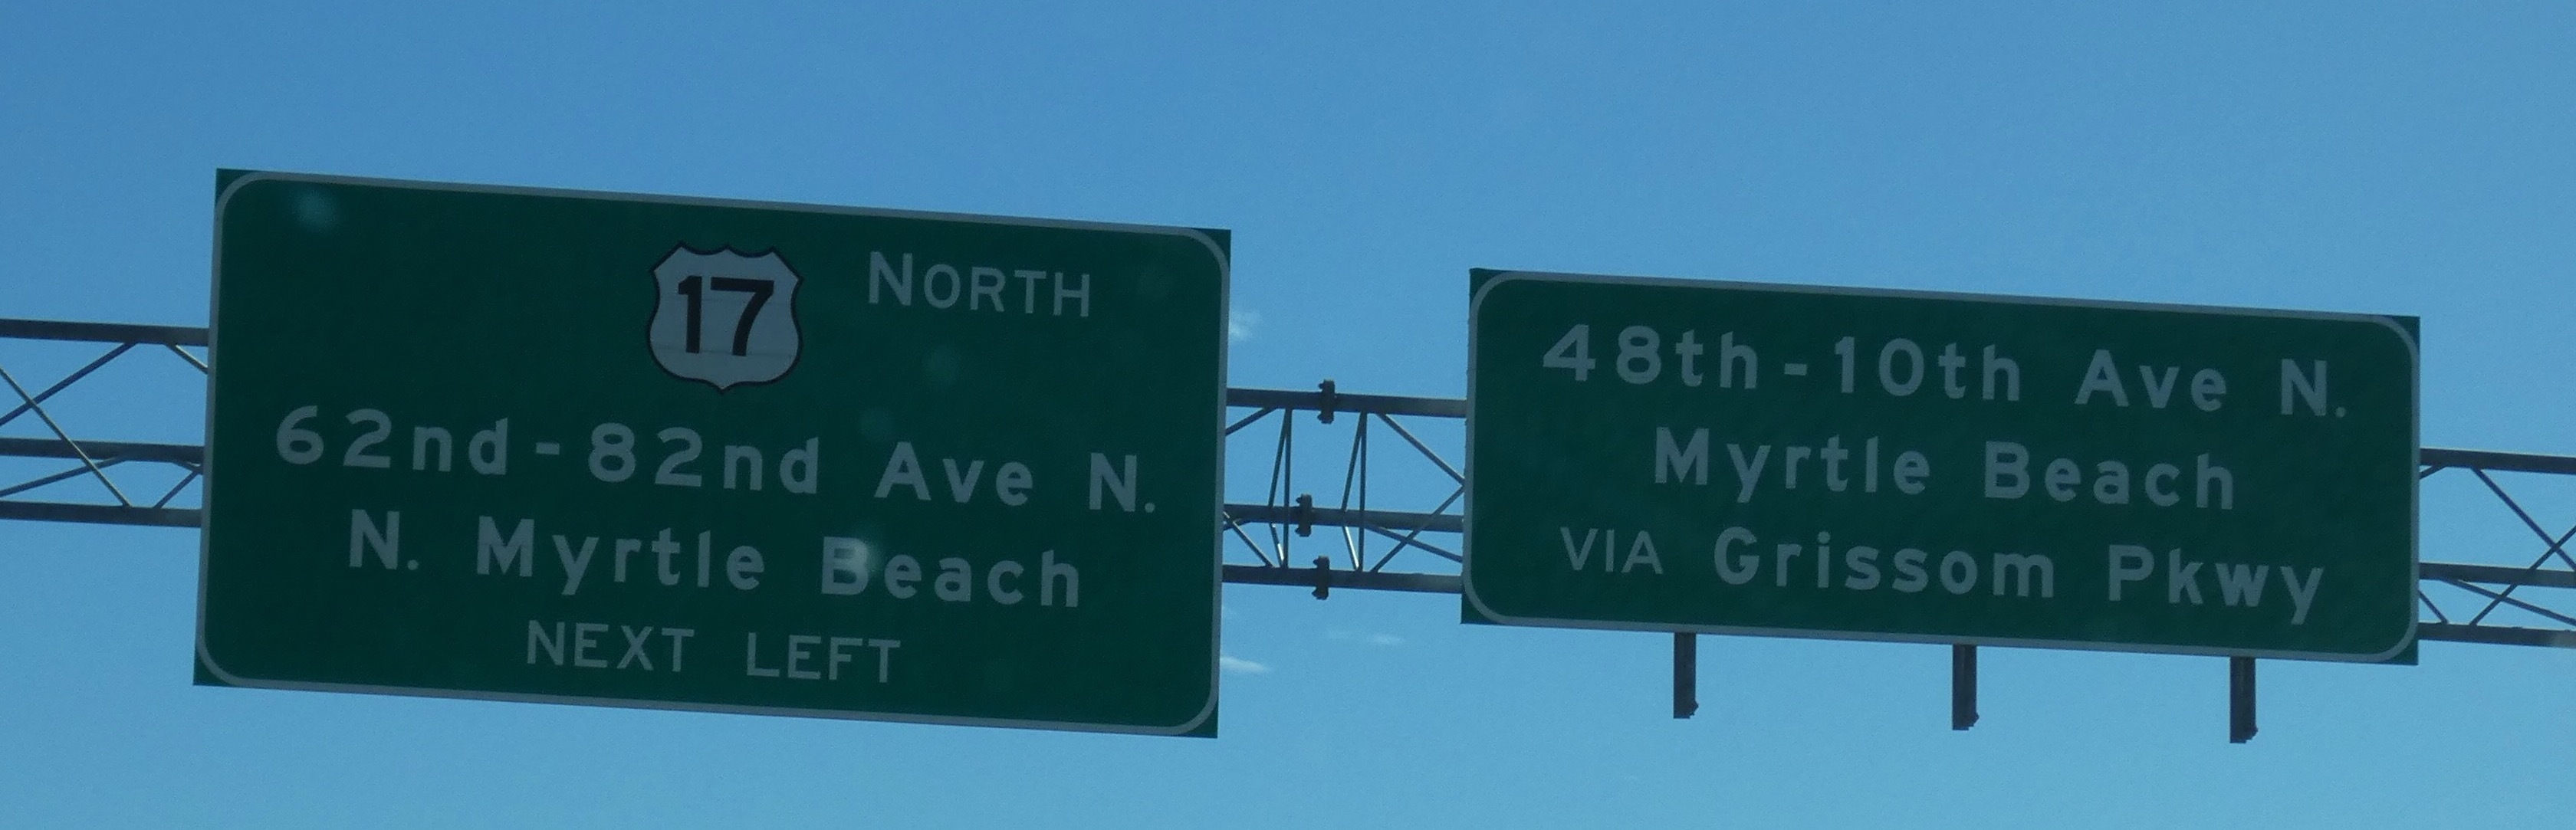 17 NORTH
62nd-82nd Ave N.
N. Myrtle Beach
NEXT LEFT
48th-10th Ave N.
Myrtle Beach
VIA Grissom Pkwy